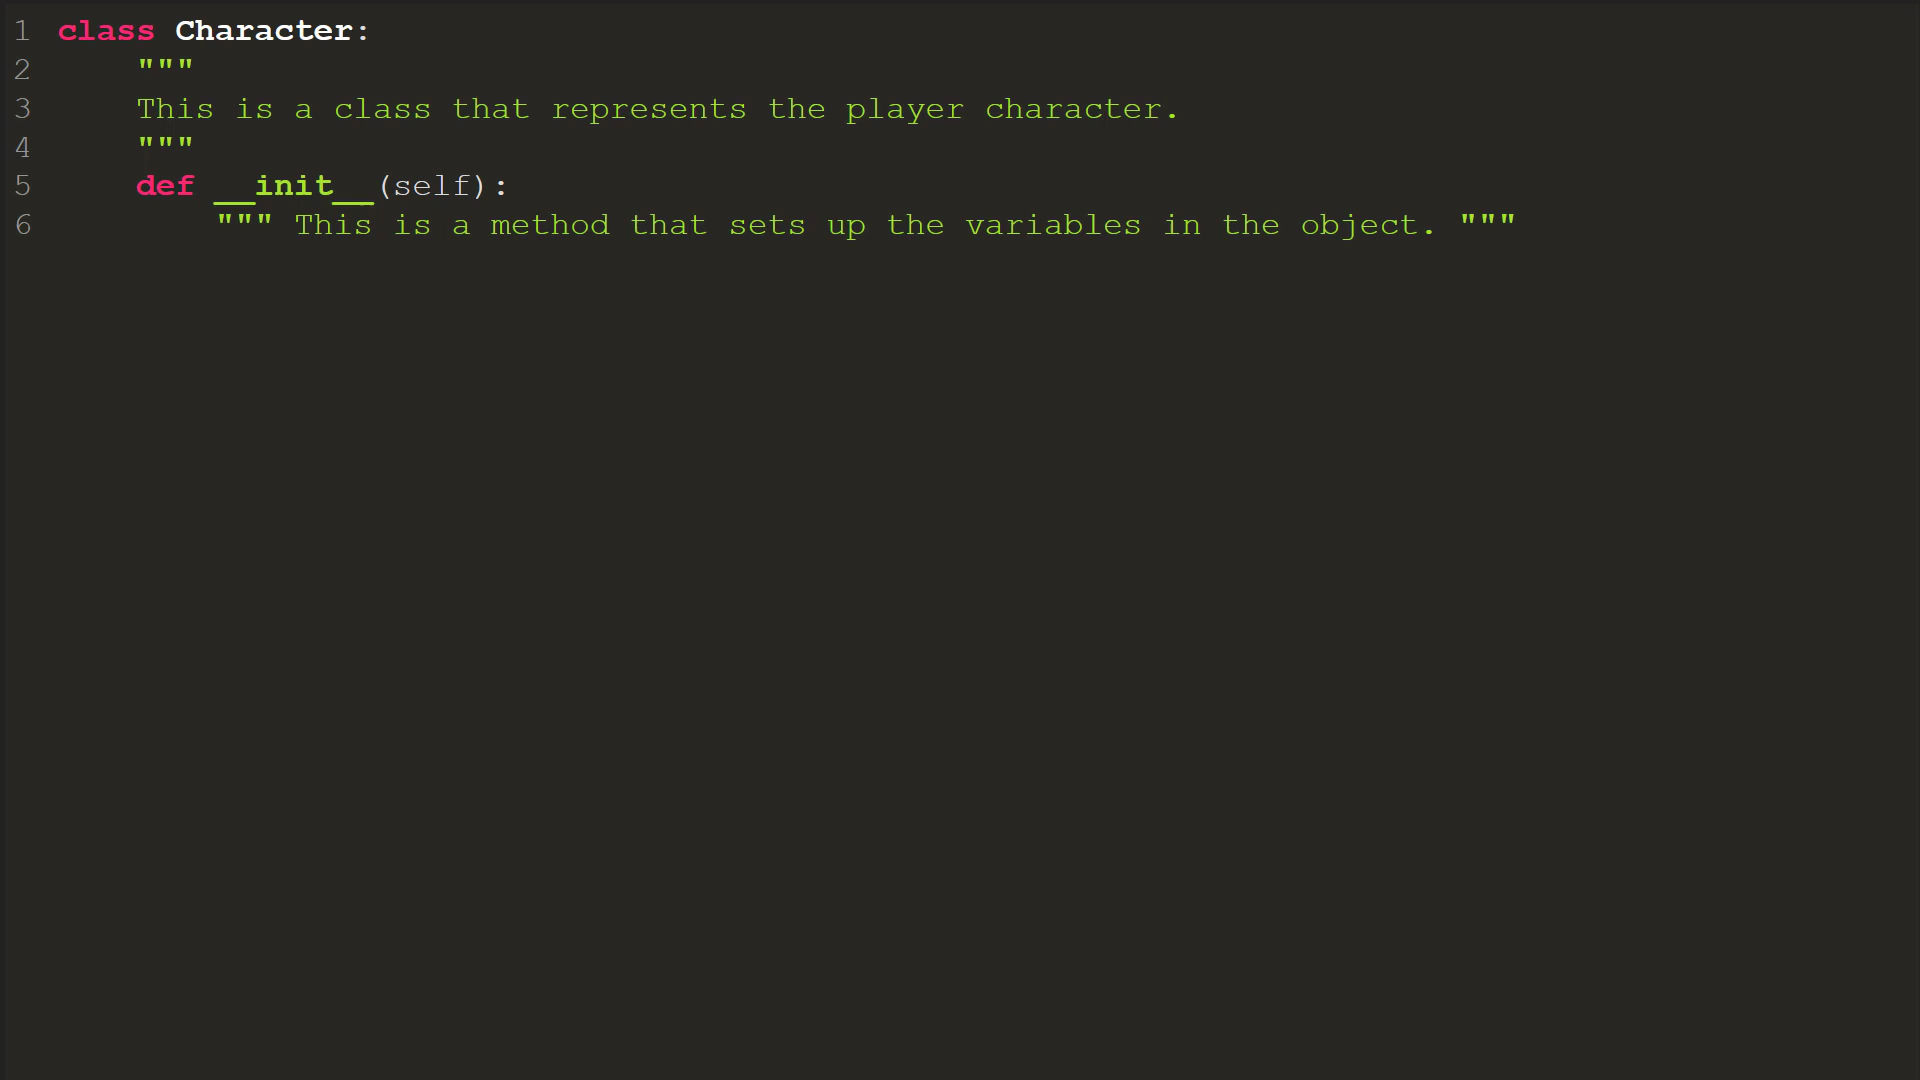 1 class Character:
2     """
3     This is a class that represents the player character.
4     """
5     def __init__(self):
6         """ This is a method that sets up the variables in the object. """